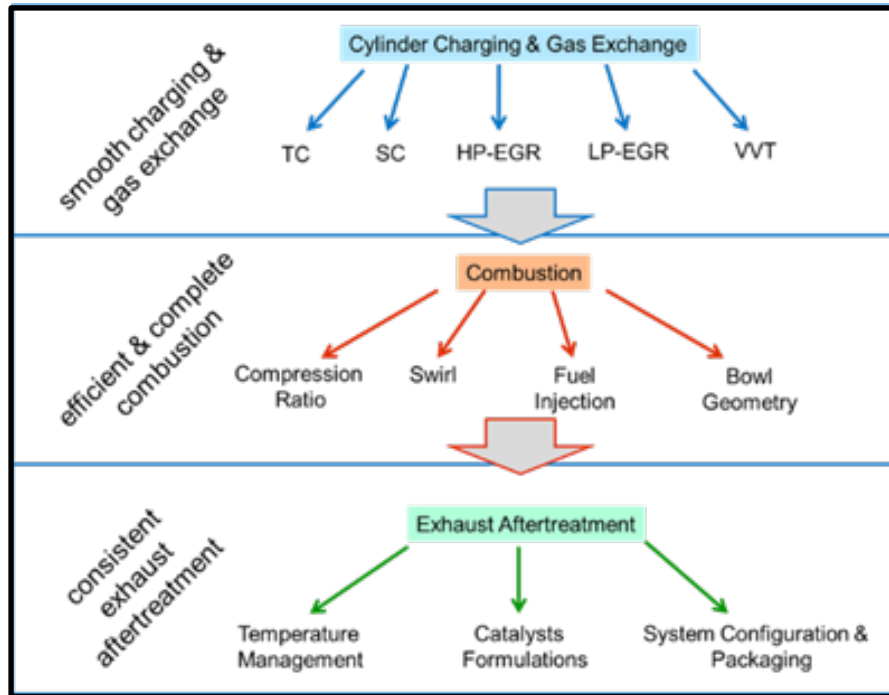 smooth charging &
gas exchange
Cylinder Charging & Gas Exchange
TC
SC
HP-EGR
LP-EGR
VVT
efficient & complete
combustion
Combustion
Compression
Ratio
Swirl
Fuel
Injection
Bowl
Geometry
consistent
exhaust
aftertreatment
Exhaust Aftertreatment
Temperature
Management
Catalysts
Formulations
System Configuration &
Packaging